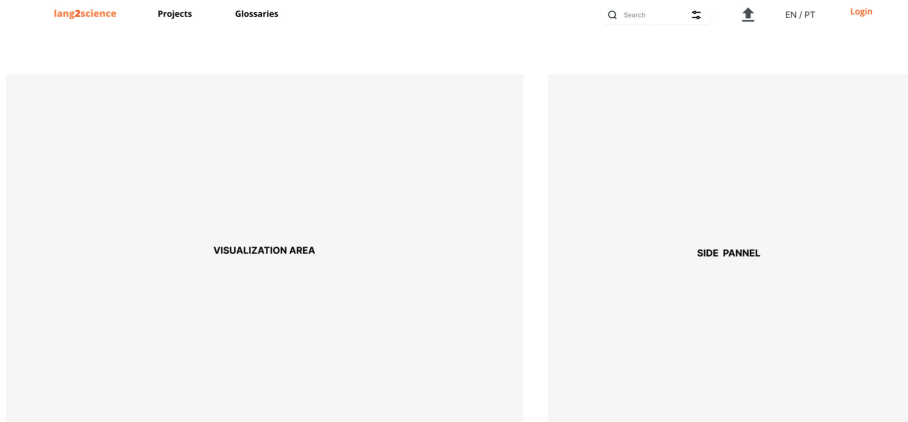 lang2science Projects Glossaries Search EN / PT Login
VISUALIZATION AREA
SIDE PANNEL